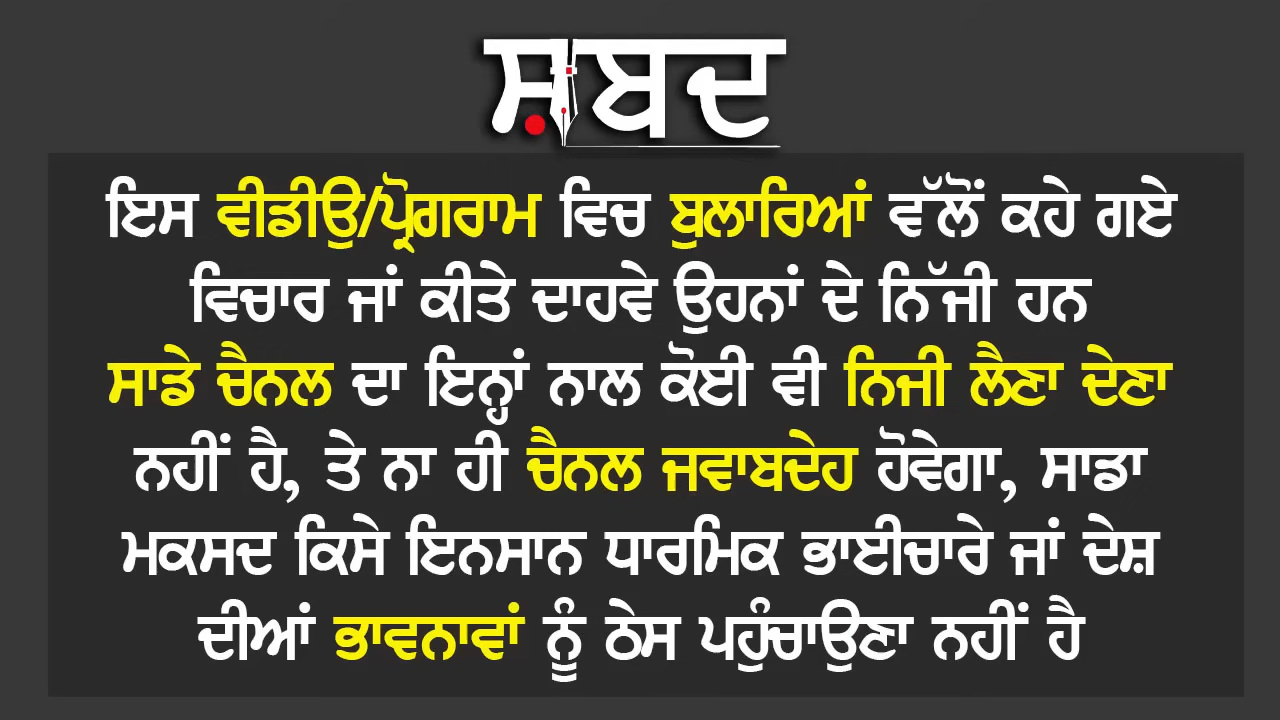 ਸ਼ਬਦ
ਇਸ ਵੀਡੀਉ/ਪ੍ਰੋਗਰਾਮ ਵਿਚ ਬੁਲਾਰਿਆਂ ਵੱਲੋਂ ਕਹੇ ਗਏ
ਵਿਚਾਰ ਜਾਂ ਕੀਤੇ ਦਾਹਵੇ ਉਹਨਾਂ ਦੇ ਨਿੱਜੀ ਹਨ
ਸਾਡੇ ਚੈਨਲ ਦਾ ਇਨ੍ਹਾਂ ਨਾਲ ਕੋਈ ਵੀ ਨਿਜੀ ਲੈਣਾ ਦੇਣਾ
ਨਹੀਂ ਹੈ, ਤੇ ਨਾ ਹੀ ਚੈਨਲ ਜਵਾਬਦੇਹ ਹੋਵੇਗਾ, ਸਾਡਾ
ਮਕਸਦ ਕਿਸੇ ਇਨਸਾਨ ਧਾਰਮਿਕ ਭਾਈਚਾਰੇ ਜਾਂ ਦੇਸ਼
ਦੀਆਂ ਭਾਵਨਾਵਾਂ ਨੂੰ ਠੇਸ ਪਹੁੰਚਾਉਣਾ ਨਹੀਂ ਹੈ